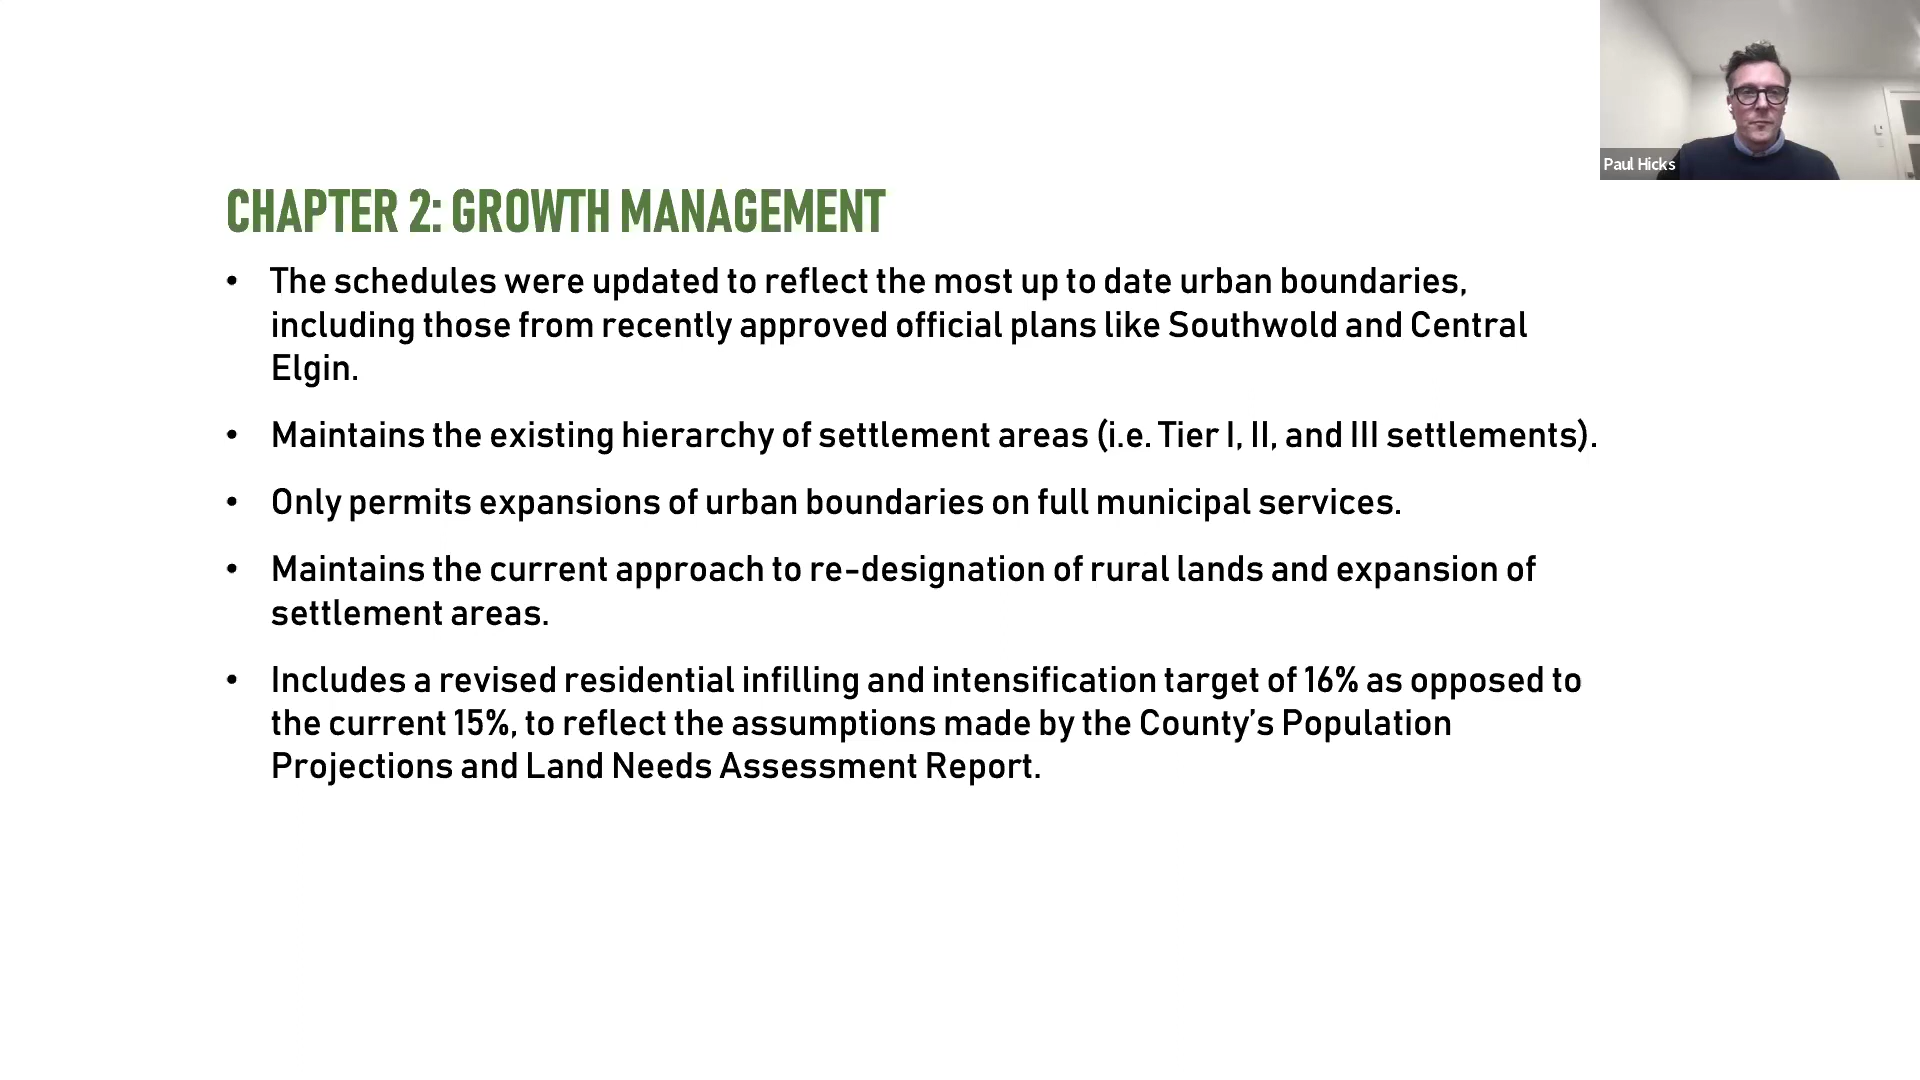 Paul Hicks
CHAPTER 2: GROWTH MANAGEMENT
• The schedules were updated to reflect the most up to date urban boundaries,
including those from recently approved official plans like Southwold and Central
Elgin.
• Maintains the existing hierarchy of settlement areas (i.e. Tier I, II, and III settlements).
• Only permits expansions of urban boundaries on full municipal services.
• Maintains the current approach to re-designation of rural lands and expansion of
settlement areas.
• Includes a revised residential infilling and intensification target of 16% as opposed to
the current 15%, to reflect the assumptions made by the County’s Population
Projections and Land Needs Assessment Report.